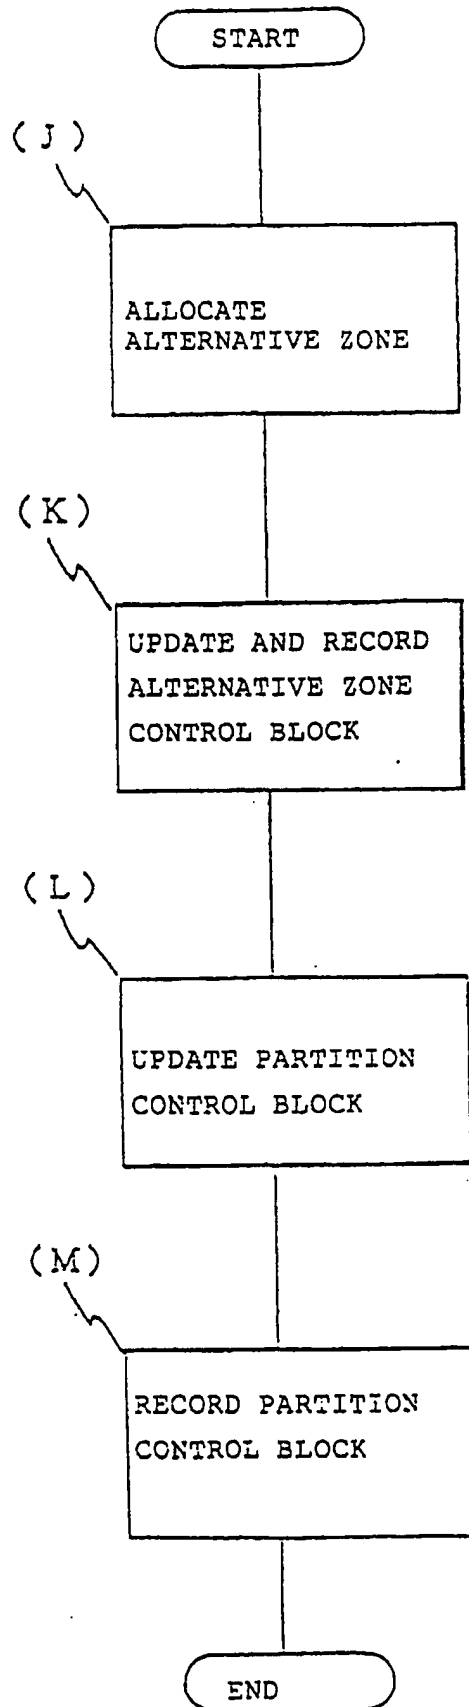 START
(J)
ALLOCATE
ALTERNATIVE ZONE
(K)
UPDATE AND RECORD
ALTERNATIVE ZONE
CONTROL BLOCK
(L)
UPDATE PARTITION
CONTROL BLOCK
(M)
RECORD PARTITION
CONTROL BLOCK
END